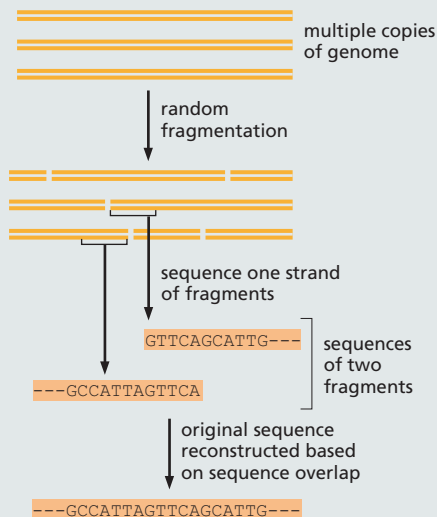 multiple copies
of genome
random
fragmentation
sequence one strand
of fragments
GTTCAGCATTG---
sequences
of two
fragments
---GCCATTAGTTCA
original sequence
reconstructed based
on sequence overlap
---GCCATTAGTTCAGCATTG---